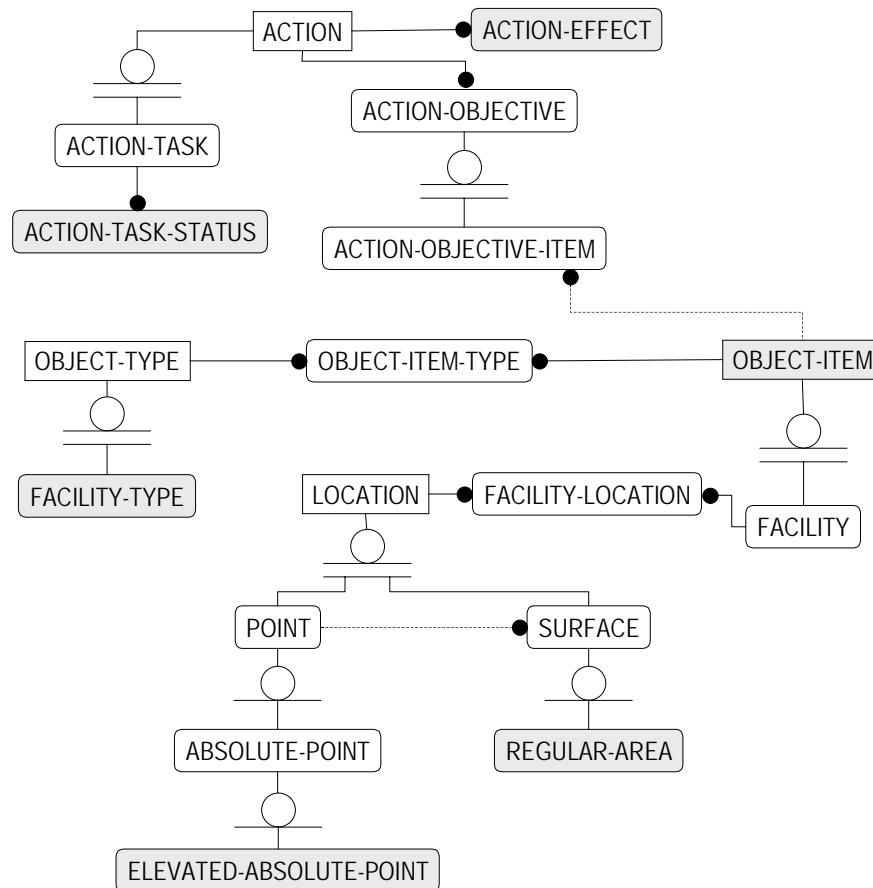 ACTION
ACTION-EFFECT
ACTION-OBJECTIVE
ACTION-TASK
ACTION-TASK-STATUS
ACTION-OBJECTIVE-ITEM
OBJECT-TYPE
OBJECT-ITEM-TYPE
OBJECT-ITEM
FACILITY-TYPE
LOCATION
FACILITY-LOCATION
FACILITY
POINT
SURFACE
ABSOLUTE-POINT
REGULAR-AREA
ELEVATED-ABSOLUTE-POINT